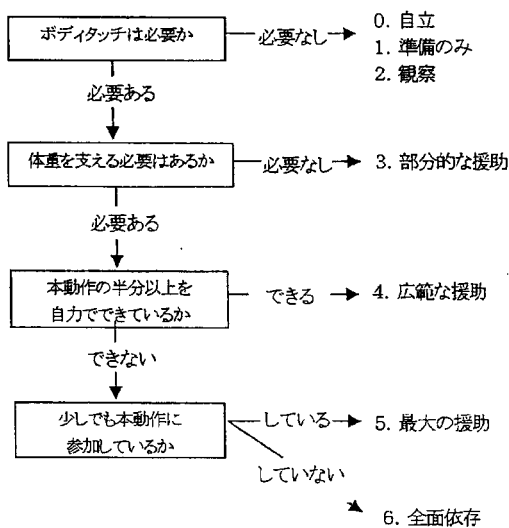 ボディタッチは必要か
必要なし
0. 自立
1. 準備のみ
2. 観察
必要ある
体重を支える必要はあるか
必要なし
3. 部分的な援助
必要ある
本動作の半分以上を
自力でできているか
できる
4. 広範な援助
できない
少しでも本動作に
参加しているか
している
5. 最大の援助
していない
6. 全面依存